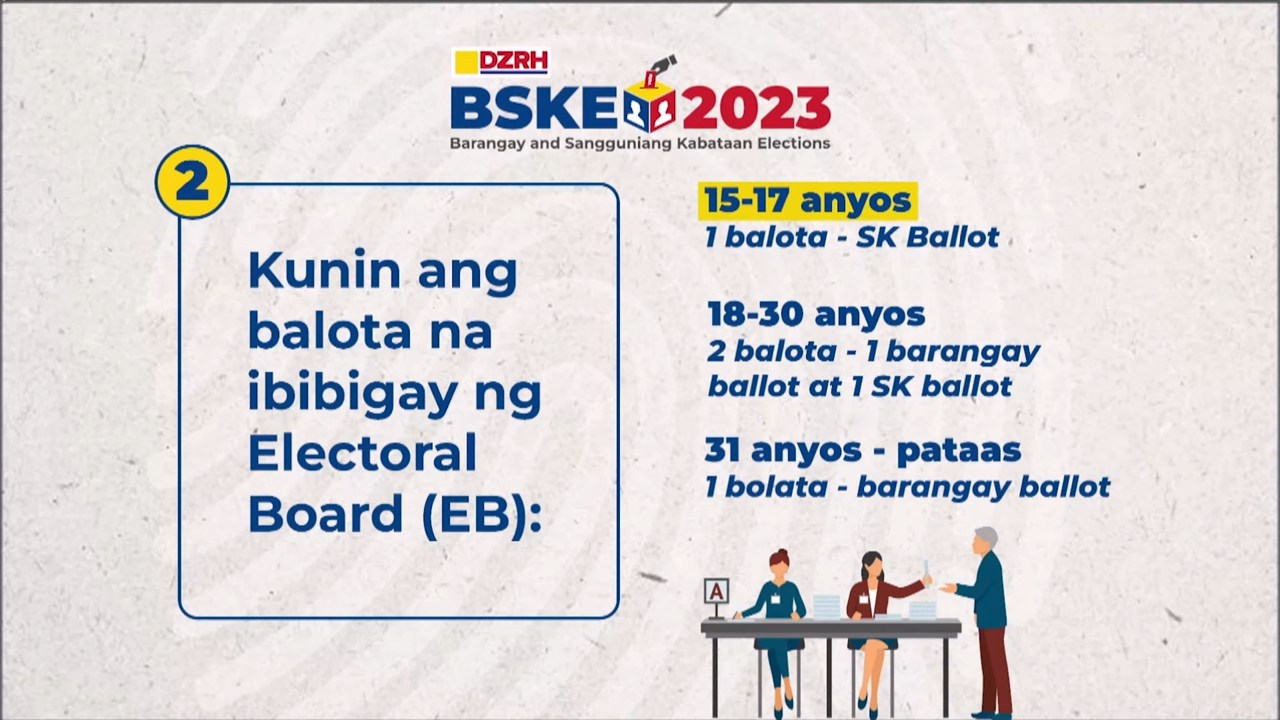 DZRH
BSKE 2023
Barangay and Sangguniang Kabataan Elections
2
Kunin ang
balota na
ibibigay ng
Electoral
Board (EB):
15-17 anyos
1 balota - SK Ballot
18-30 anyos
2 balota - 1 barangay
ballot at 1 SK ballot
31 anyos - pataas
1 bolata - barangay ballot
A